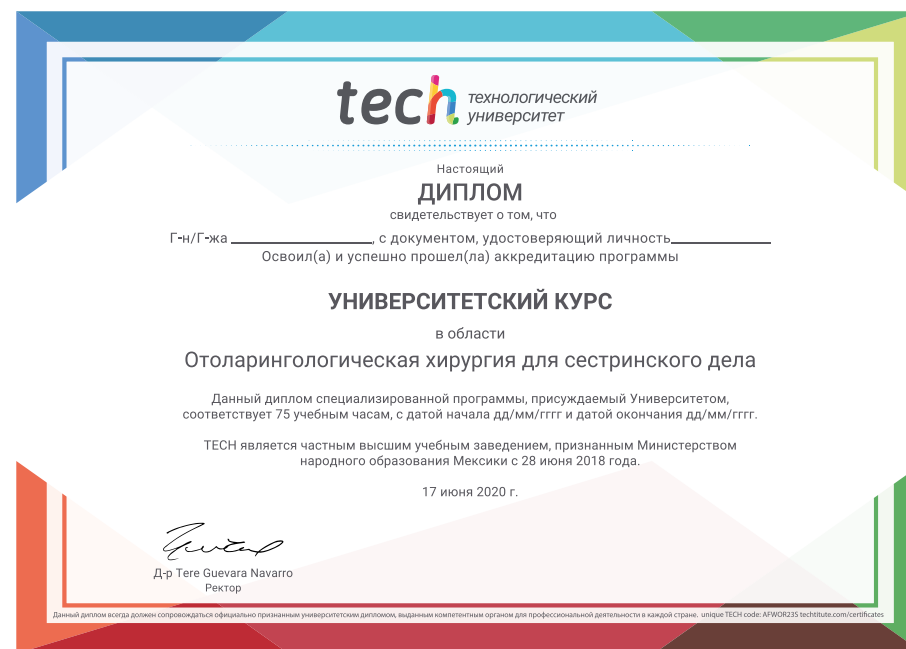 tech технологический
университет
Настоящий
ДИПЛОМ
свидетельствует о том, что
Г-н/Г-жа ________________, с документом, удостоверяющий личность____________
Освоил(а) и успешно прошел(ла) аккредитацию программы
УНИВЕРСИТЕТСКИЙ КУРС
в области
Отоларингологическая хирургия для сестринского дела
Данный диплом специализированной программы, присуждаемый Университетом,
соответствует 75 учебным часам, с датой начала дд/мм/гггг и датой окончания дд/мм/гггг.
TECH является частным высшим учебным заведением, признанным Министерством
народного образования Мексики с 28 июня 2018 года.
17 июня 2020 г.
Д-р Tere Guevara Navarro
Ректор
Данный диплом всегда должен сопровождаться официально признанным университетским дипломом, выданным компетентным органом для профессиональной деятельности в каждой стране. unique TECH code: AFWOR23S techtitute.com/certificates